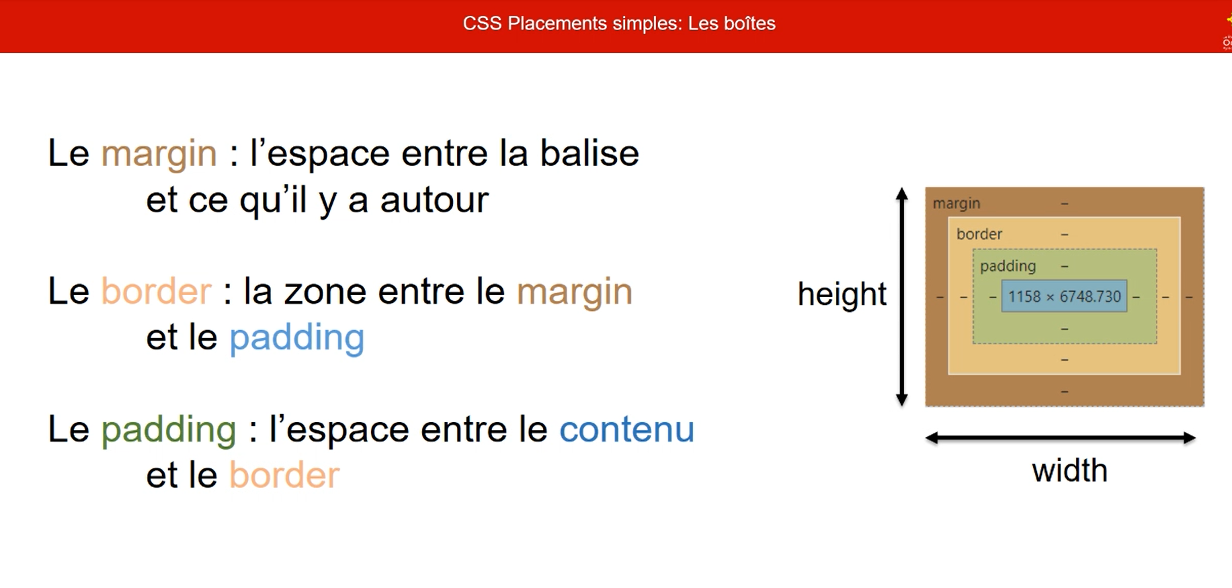 CSS Placements simples: Les boîtes
Le margin : l’espace entre la balise
et ce qu’il y a autour
Le border : la zone entre le margin
et le padding
Le padding : l’espace entre le contenu
et le border
height
margin –
border –
padding –
– – – 1158 × 6748.730 – – –
–
–
–
width